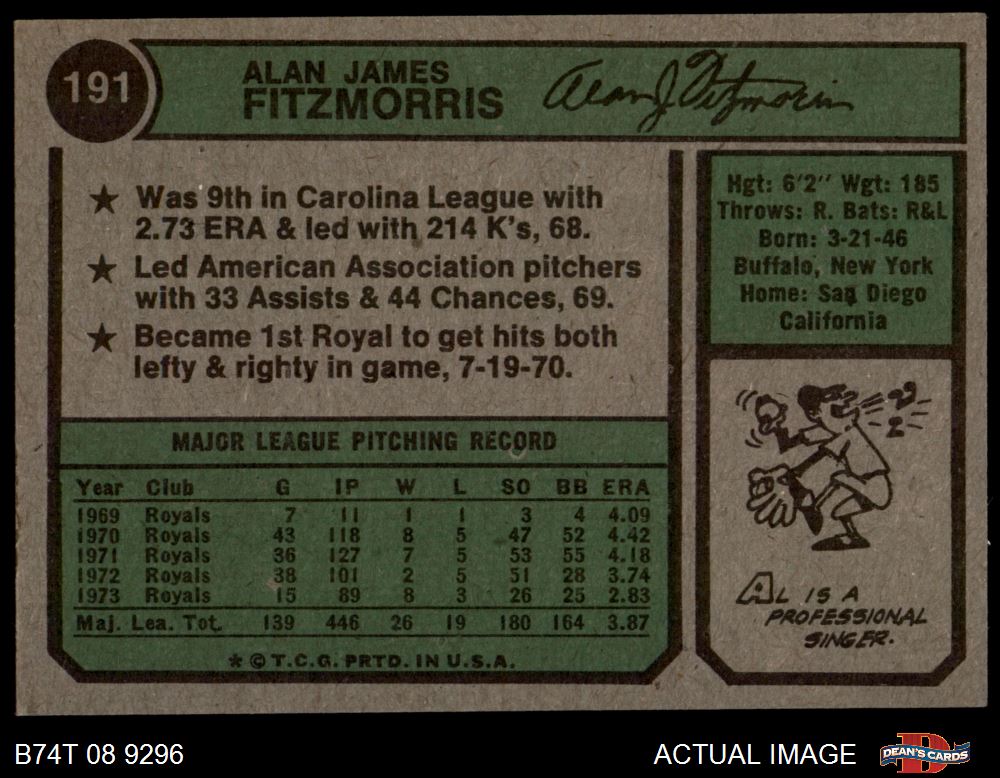 191
ALAN JAMES
FITZMORRIS
Alan J. Fitzmorris
★ Was 9th in Carolina League with
2.73 ERA & led with 214 K's, 68.
★ Led American Association pitchers
with 33 Assists & 44 Chances, 69.
★ Became 1st Royal to get hits both
lefty & righty in game, 7-19-70.
Hgt: 6'2" Wgt: 185
Throws: R. Bats: R&L
Born: 3-21-46
Buffalo, New York
Home: San Diego
California
MAJOR LEAGUE PITCHING RECORD
Year Club G IP W L SO BB ERA
1969 Royals 7 11 1 1 3 4 4.09
1970 Royals 43 118 8 5 47 52 4.42
1971 Royals 36 127 7 5 53 55 4.18
1972 Royals 38 101 2 5 51 28 3.74
1973 Royals 15 89 8 3 26 25 2.83
Maj. Lea. Tot. 139 446 26 19 180 164 3.87
* © T.C.G. PRTD. IN U.S.A.
AL IS A
PROFESSIONAL
SINGER.
B74T 08 9296
ACTUAL IMAGE
DEAN'S CARDS